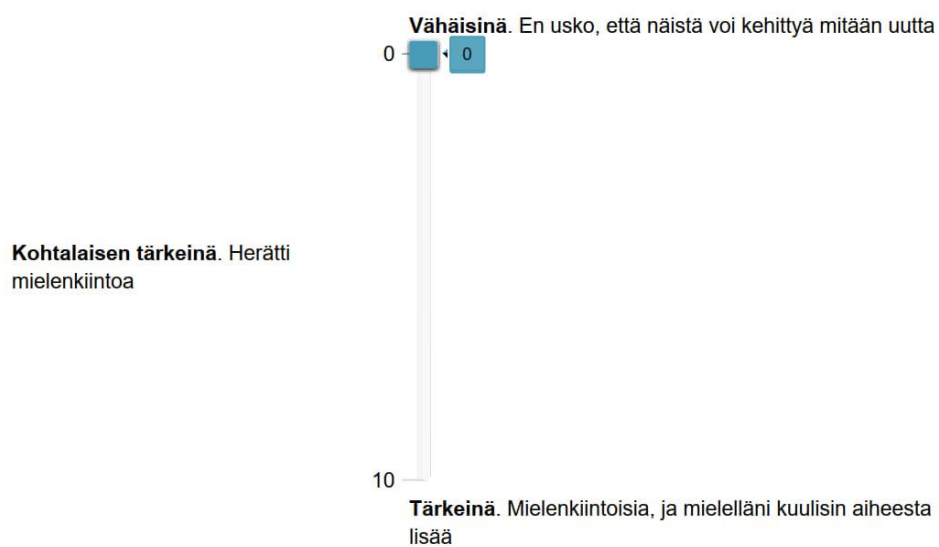 Vähäisinä. En usko, että näistä voi kehittyä mitään uutta
0
0
Kohtalaisen tärkeinä. Herätti
mielenkiintoa
10
Tärkeinä. Mielenkiintoisia, ja mielelläni kuulisin aiheesta
lisää